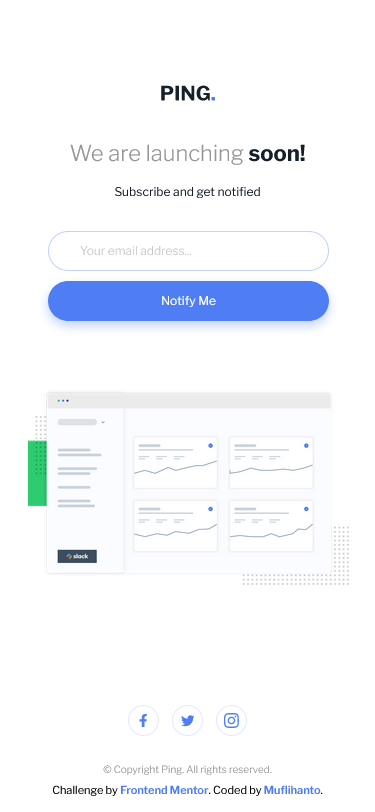 PING.
We are launching soon!
Subscribe and get notified
Your email address...
Notify Me
slack
© Copyright Ping. All rights reserved.
Challenge by Frontend Mentor. Coded by Muflihanto.